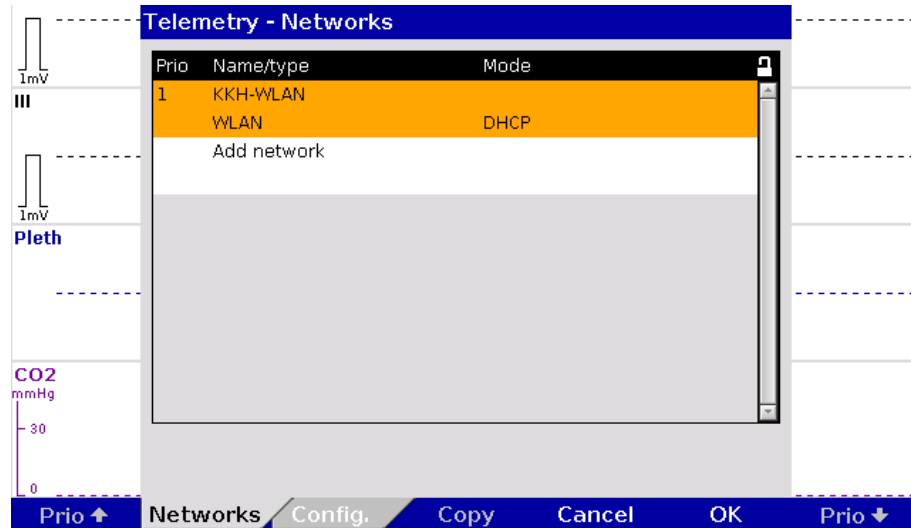 Telemetry - Networks
Prio Name/type Mode
1 KKH-WLAN
WLAN DHCP
Add network
1mV
III
1mV
Pleth
CO2
mmHg
30
0
Prio Networks Config. Copy Cancel OK Prio